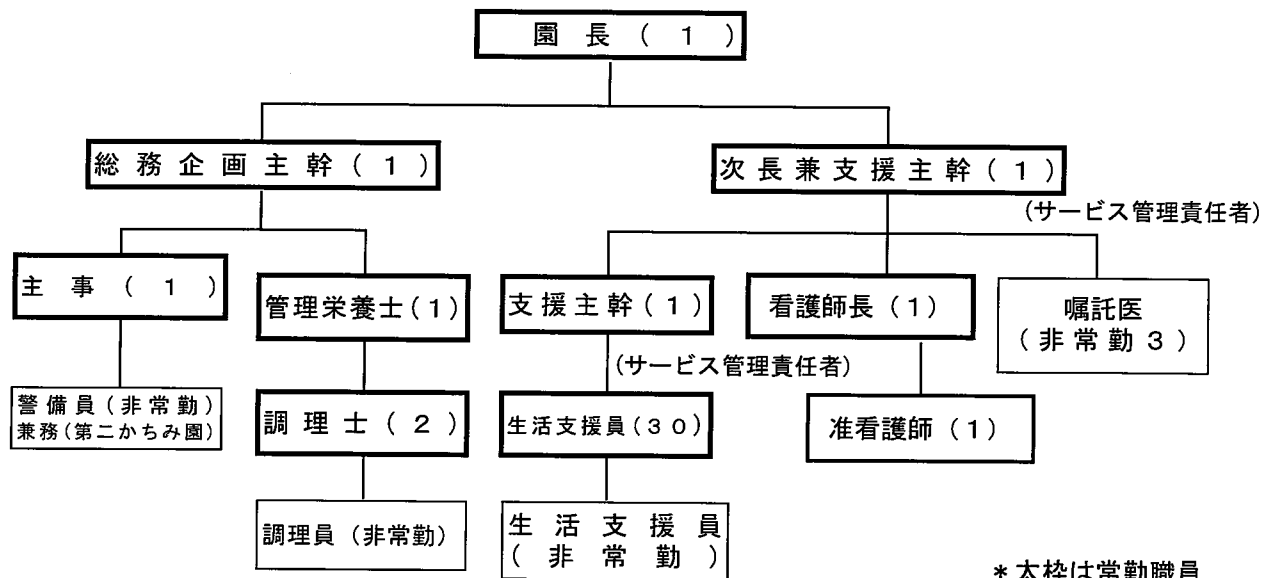 園長(1)
総務企画主幹(1)
次長兼支援主幹(1)
(サービス管理責任者)
主事(1)
管理栄養士(1)
支援主幹(1)
看護師長(1)
嘱託医
(非常勤3)
(サービス管理責任者)
警備員(非常勤)
兼務(第二かちみ園)
調理士(2)
生活支援員(30)
准看護師(1)
調理員(非常勤)
生活支援員
(非常勤)
*太枠は常勤職員